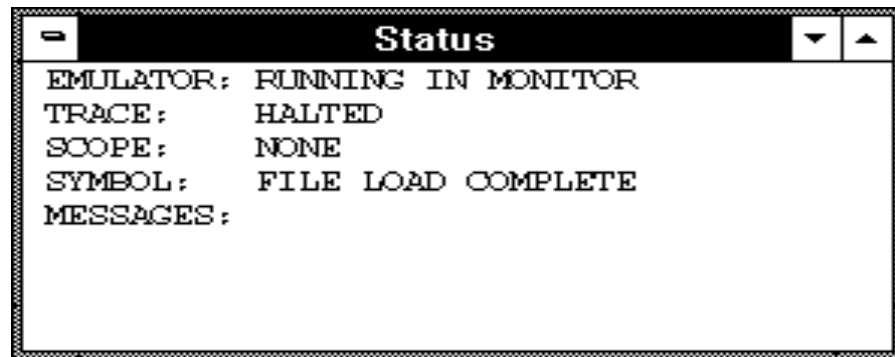 Status
EMULATOR: RUNNING IN MONITOR
TRACE: HALTED
SCOPE: NONE
SYMBOL: FILE LOAD COMPLETE
MESSAGES: